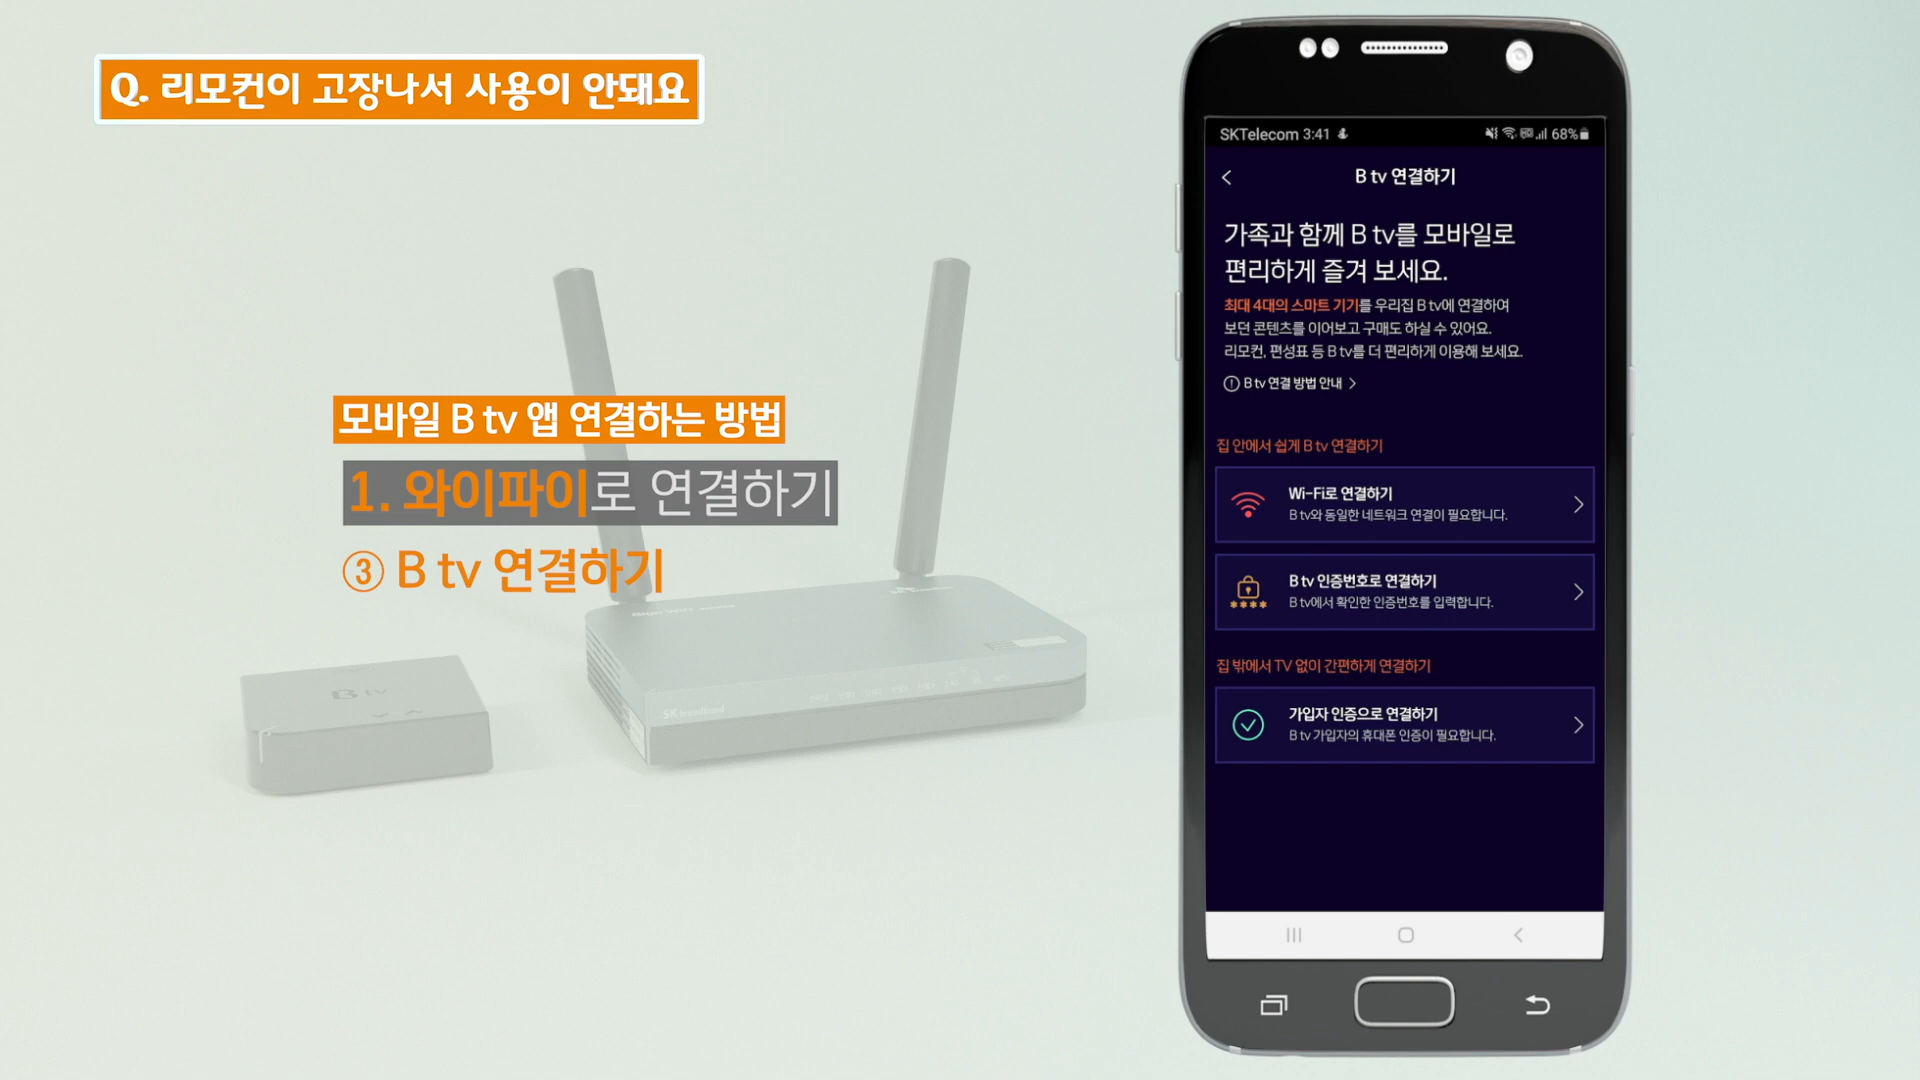 Q. 리모컨이 고장나서 사용이 안돼요
모바일 B tv 앱 연결하는 방법
1. 와이파이로 연결하기
③ B tv 연결하기
B tv
SK broadband
SKTelecom 3:41
68%
B tv 연결하기
가족과 함께 B tv를 모바일로
편리하게 즐겨 보세요.
최대 4대의 스마트 기기를 우리집 B tv에 연결하여
보던 콘텐츠를 이어보고 구매도 하실 수 있어요.
리모컨, 편성표 등 B tv를 더 편리하게 이용해 보세요.
B tv 연결 방법 안내 >
집 안에서 쉽게 B tv 연결하기
Wi-Fi로 연결하기
B tv와 동일한 네트워크 연결이 필요합니다.
B tv 인증번호로 연결하기
B tv에서 확인한 인증번호를 입력합니다.
집 밖에서 TV 없이 간편하게 연결하기
가입자 인증으로 연결하기
B tv 가입자의 휴대폰 인증이 필요합니다.